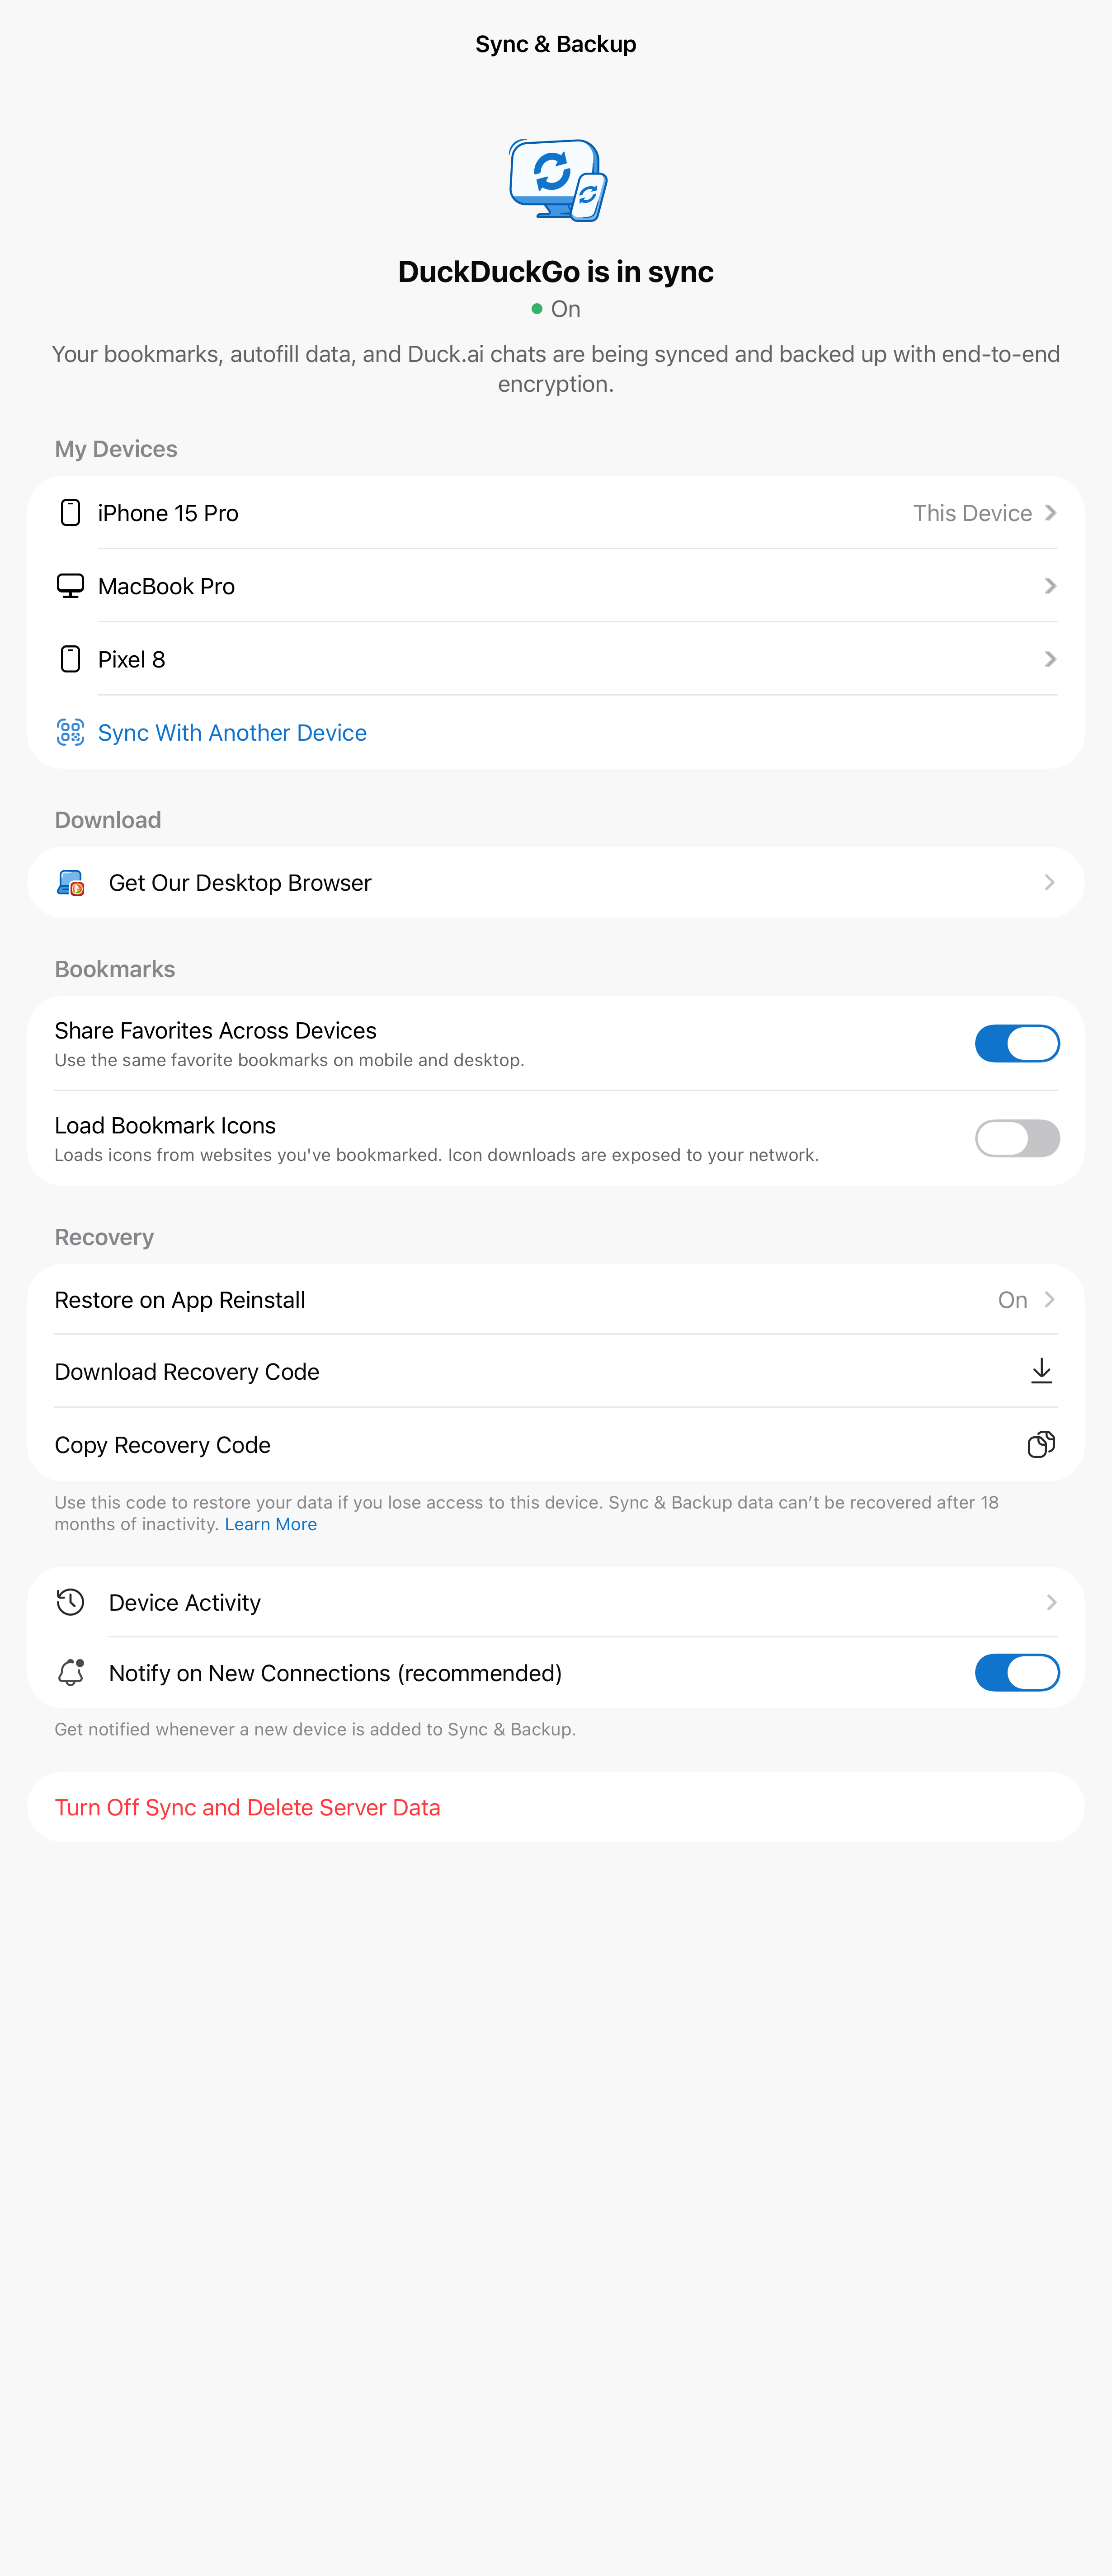 Sync & Backup
DuckDuckGo is in sync
On
Your bookmarks, autofill data, and Duck.ai chats are being synced and backed up with end-to-end
encryption.
My Devices
iPhone 15 Pro This Device
MacBook Pro
Pixel 8
Sync With Another Device
Download
Get Our Desktop Browser
Bookmarks
Share Favorites Across Devices
Use the same favorite bookmarks on mobile and desktop.
Load Bookmark Icons
Loads icons from websites you've bookmarked. Icon downloads are exposed to your network.
Recovery
Restore on App Reinstall On
Download Recovery Code
Copy Recovery Code
Use this code to restore your data if you lose access to this device. Sync & Backup data can’t be recovered after 18
months of inactivity. Learn More
Device Activity
Notify on New Connections (recommended)
Get notified whenever a new device is added to Sync & Backup.
Turn Off Sync and Delete Server Data